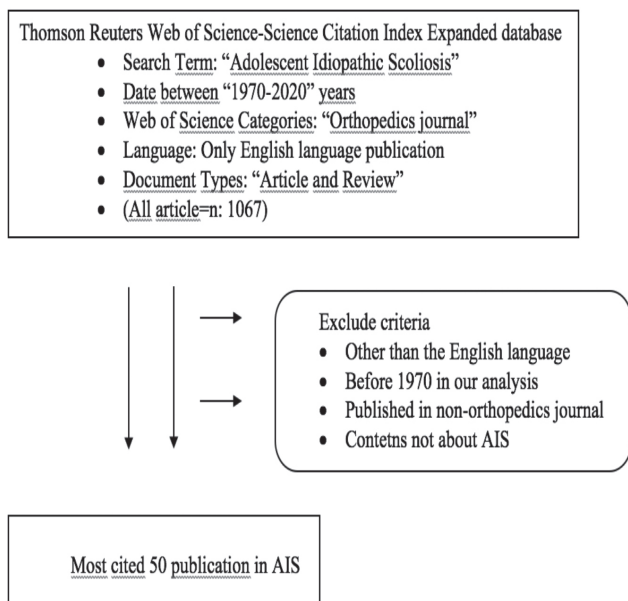 Thomson Reuters Web of Science-Science Citation Index Expanded database
• Search Term: “Adolescent Idiopathic Scoliosis”
• Date between “1970-2020” years
• Web of Science Categories: “Orthopedics journal”
• Language: Only English language publication
• Document Types: “Article and Review”
• (All article=n: 1067)
Exclude criteria
• Other than the English language
• Before 1970 in our analysis
• Published in non-orthopedics journal
• Contetns not about AIS
Most cited 50 publication in AIS